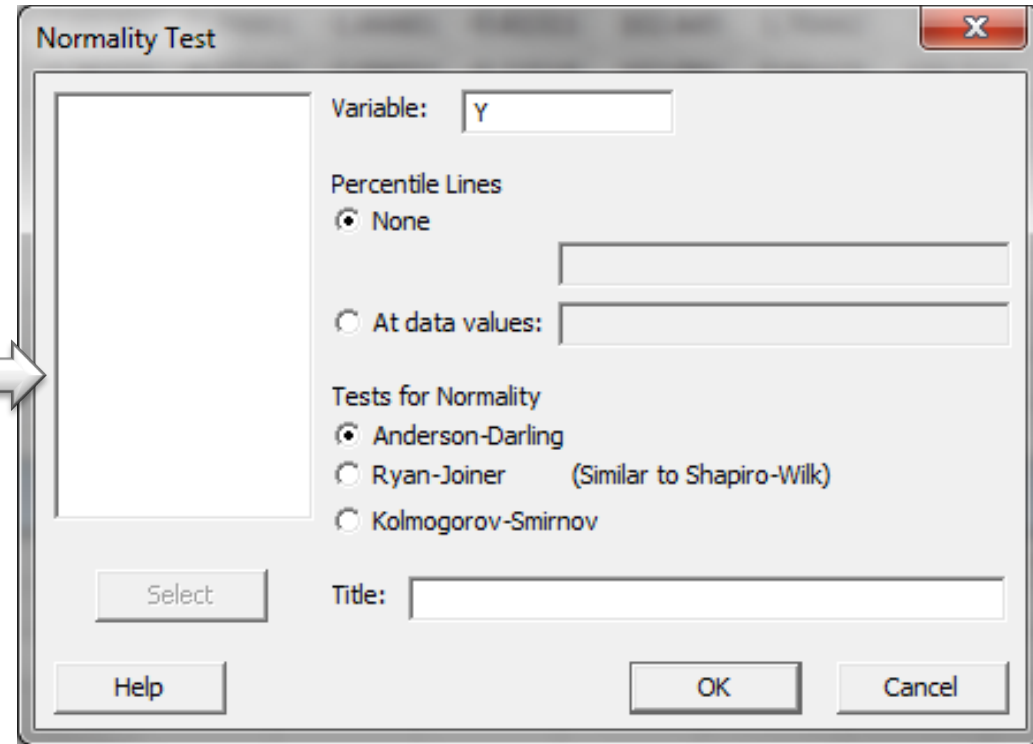 Normality Test
Variable: Y
Percentile Lines
None
At data values:
Tests for Normality
Anderson-Darling
Ryan-Joiner (Similar to Shapiro-Wilk)
Kolmogorov-Smirnov
Select
Title:
Help
OK
Cancel